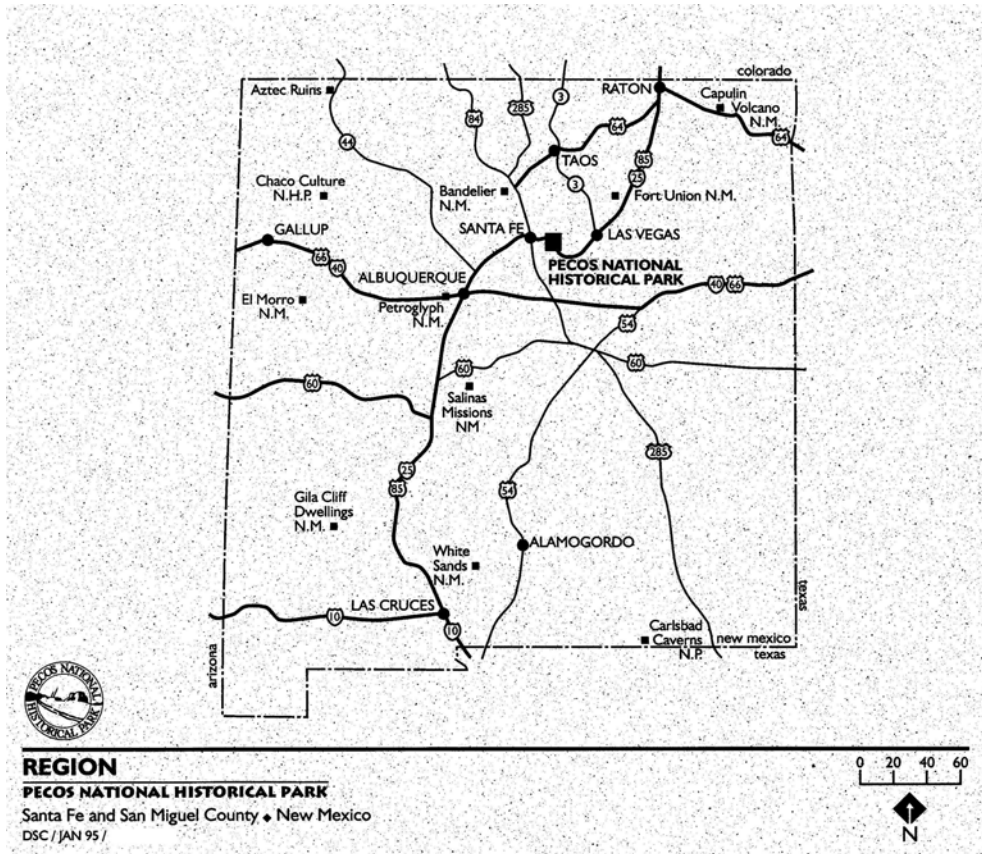 colorado
Aztec Ruins
RATON
Capulin
Volcano
N.M.
3
84
285
64
64
44
TAOS
85
25
Chaco Culture
N.H.P.
Bandelier
N.M.
3
Fort Union N.M.
GALLUP
SANTA FE
LAS VEGAS
66
40
PECOS NATIONAL
HISTORICAL PARK
ALBUQUERQUE
40 66
El Morro
N.M.
Petroglyph
N.M.
54
60
60
60
Salinas
Missions
NM
285
25
85
54
Gila Cliff
Dwellings
N.M.
ALAMOGORDO
White
Sands
N.M.
texas
LAS CRUCES
10
10
Carlsbad
Caverns
N.P.
new mexico
texas
arizona
PECOS NATIONAL
HISTORICAL PARK
REGION
PECOS NATIONAL HISTORICAL PARK
Santa Fe and San Miguel County ◆ New Mexico
DSC / JAN 95 /
0 20 40 60
N